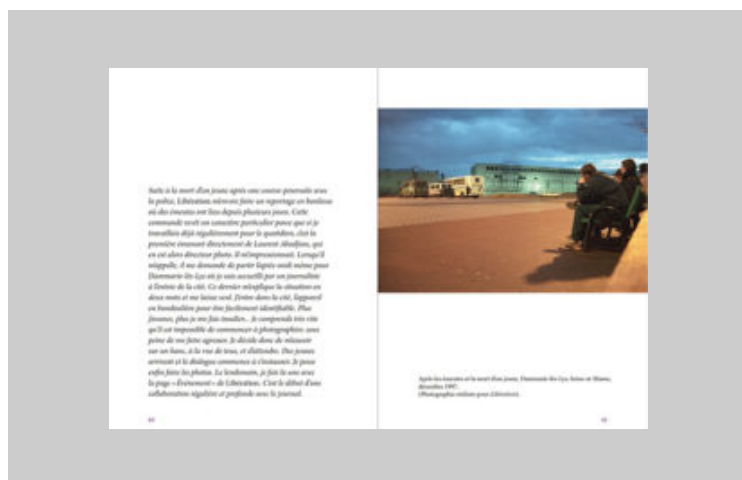 Suite à la mort d'un jeune après une course-poursuite avec
la police, Libération m'envoie faire un reportage en banlieue
où des émeutes ont lieu depuis plusieurs jours. Cette
commande revêt un caractère particulier parce que si je
travaillais déjà régulièrement pour le quotidien, c'est la
première émanant directement de Laurent Abadjian, qui
en est alors directeur photo. Il m'impressionnait. Lorsqu'il
m'appelle, il me demande de partir l'après-midi même pour
Dammarie-lès-Lys où je suis accueilli par un journaliste
à l'entrée de la cité. Ce dernier m'explique la situation en
deux mots et me laisse seul. J'entre dans la cité, l'appareil
en bandoulière pour être facilement identifiable. Plus
j'avance, plus je me fais insulter… Je comprends très vite
qu'il est impossible de commencer à photographier sous
peine de me faire agresser. Je décide donc de m'asseoir
sur un banc, à la vue de tous, et d'attendre. Des jeunes
arrivent et le dialogue commence à s'instaurer. Je peux
enfin faire les photos. Le lendemain, je fais la une avec
la page « Événement » de Libération. C'est le début d'une
collaboration régulière et profonde avec le journal.
Après les émeutes et la mort d'un jeune, Dammarie-lès-Lys, Seine-et-Marne,
décembre 1997.
(Photographie réalisée pour Libération).